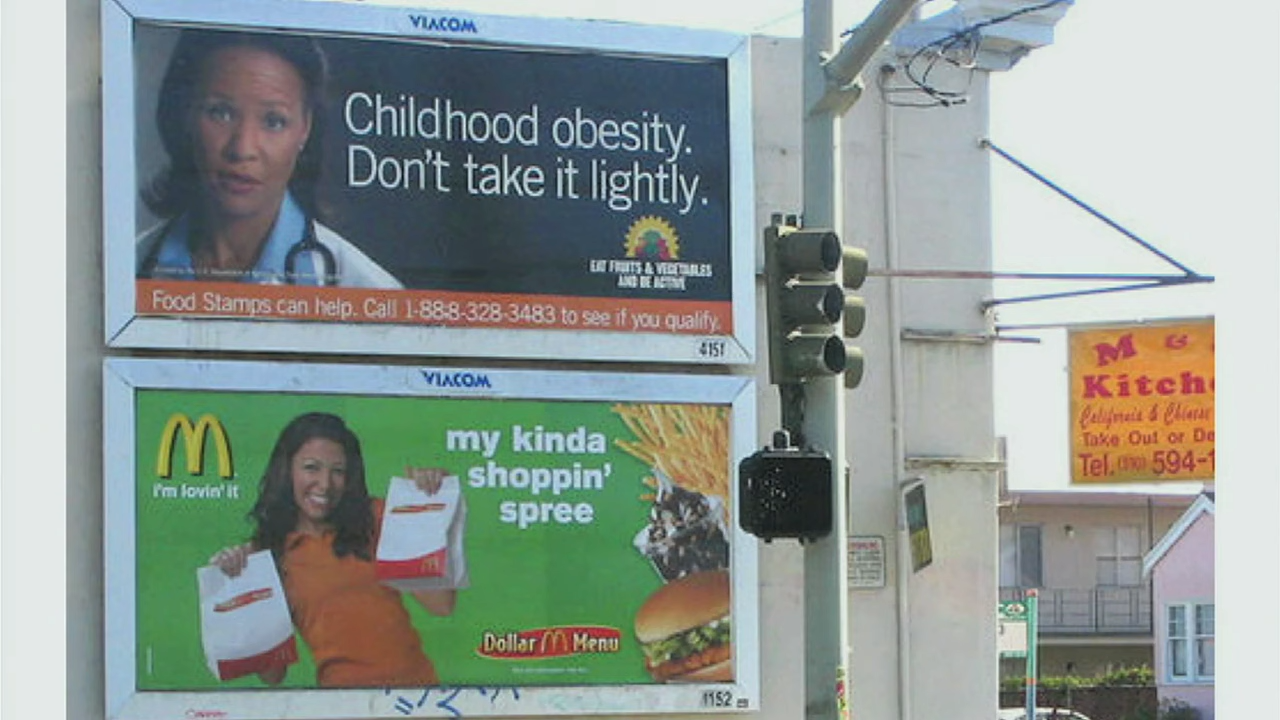 VIACOM
Childhood obesity.
Don't take it lightly.
EAT FRUITS & VEGETABLES
AND BE ACTIVE
Food Stamps can help. Call 1-888-328-3483 to see if you qualify.
4151
VIACOM
M
i'm lovin' it
my kinda
shoppin'
spree
Dollar M Menu
1152
M &
Kitch
California & Chinese
Take Out or De
Tel. (310) 594-1